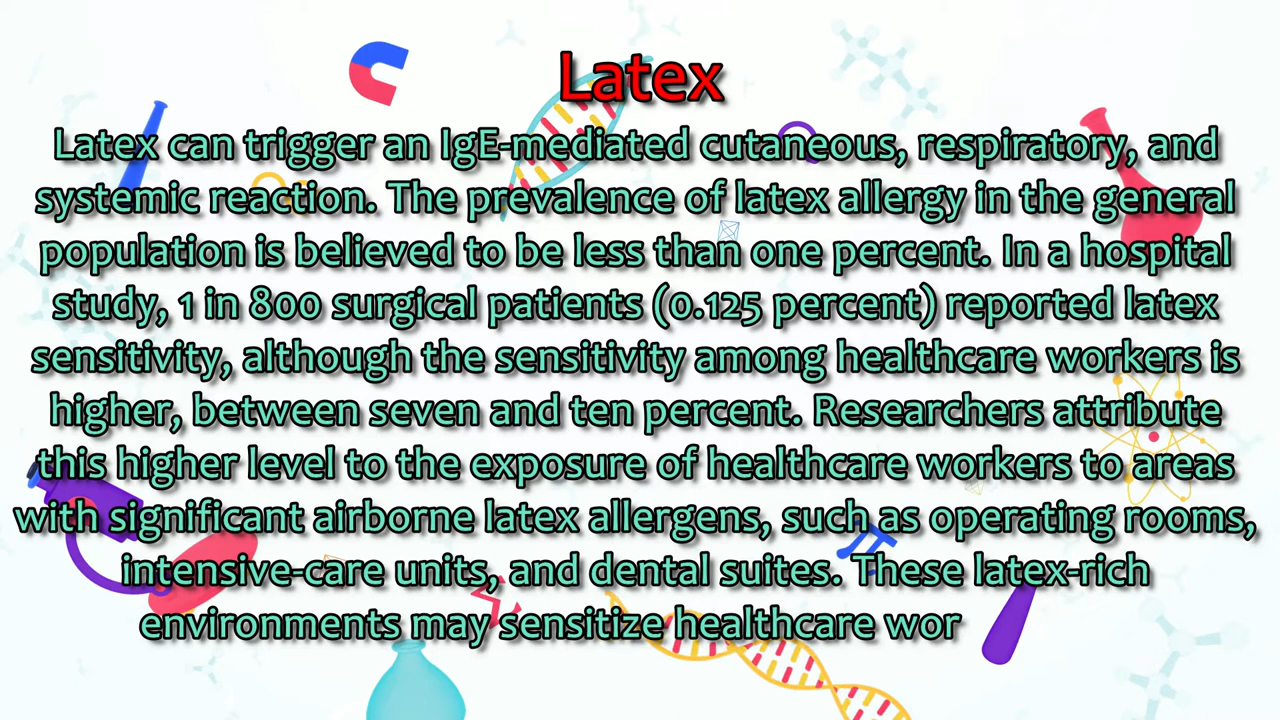 Latex
Latex can trigger an IgE-mediated cutaneous, respiratory, and
systemic reaction. The prevalence of latex allergy in the general
population is believed to be less than one percent. In a hospital
study, 1 in 800 surgical patients (0.125 percent) reported latex
sensitivity, although the sensitivity among healthcare workers is
higher, between seven and ten percent. Researchers attribute
this higher level to the exposure of healthcare workers to areas
with significant airborne latex allergens, such as operating rooms,
intensive-care units, and dental suites. These latex-rich
environments may sensitize healthcare wor